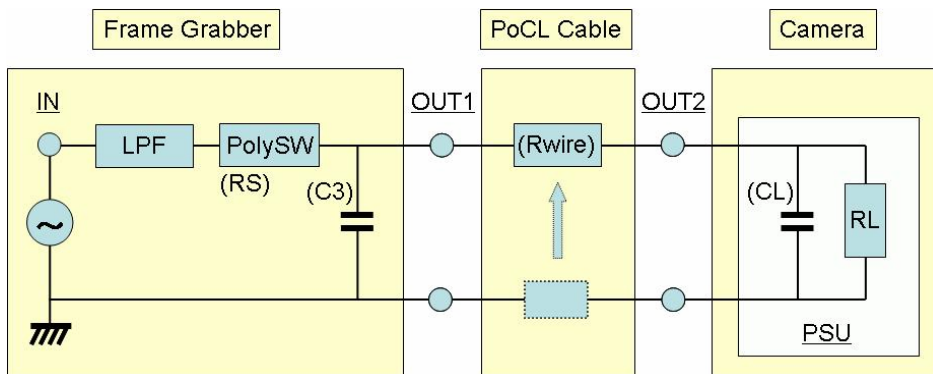 Frame Grabber
PoCL Cable
Camera
IN
OUT1
OUT2
LPF
PolySW
(RS)
(C3)
(Rwire)
(CL)
RL
PSU